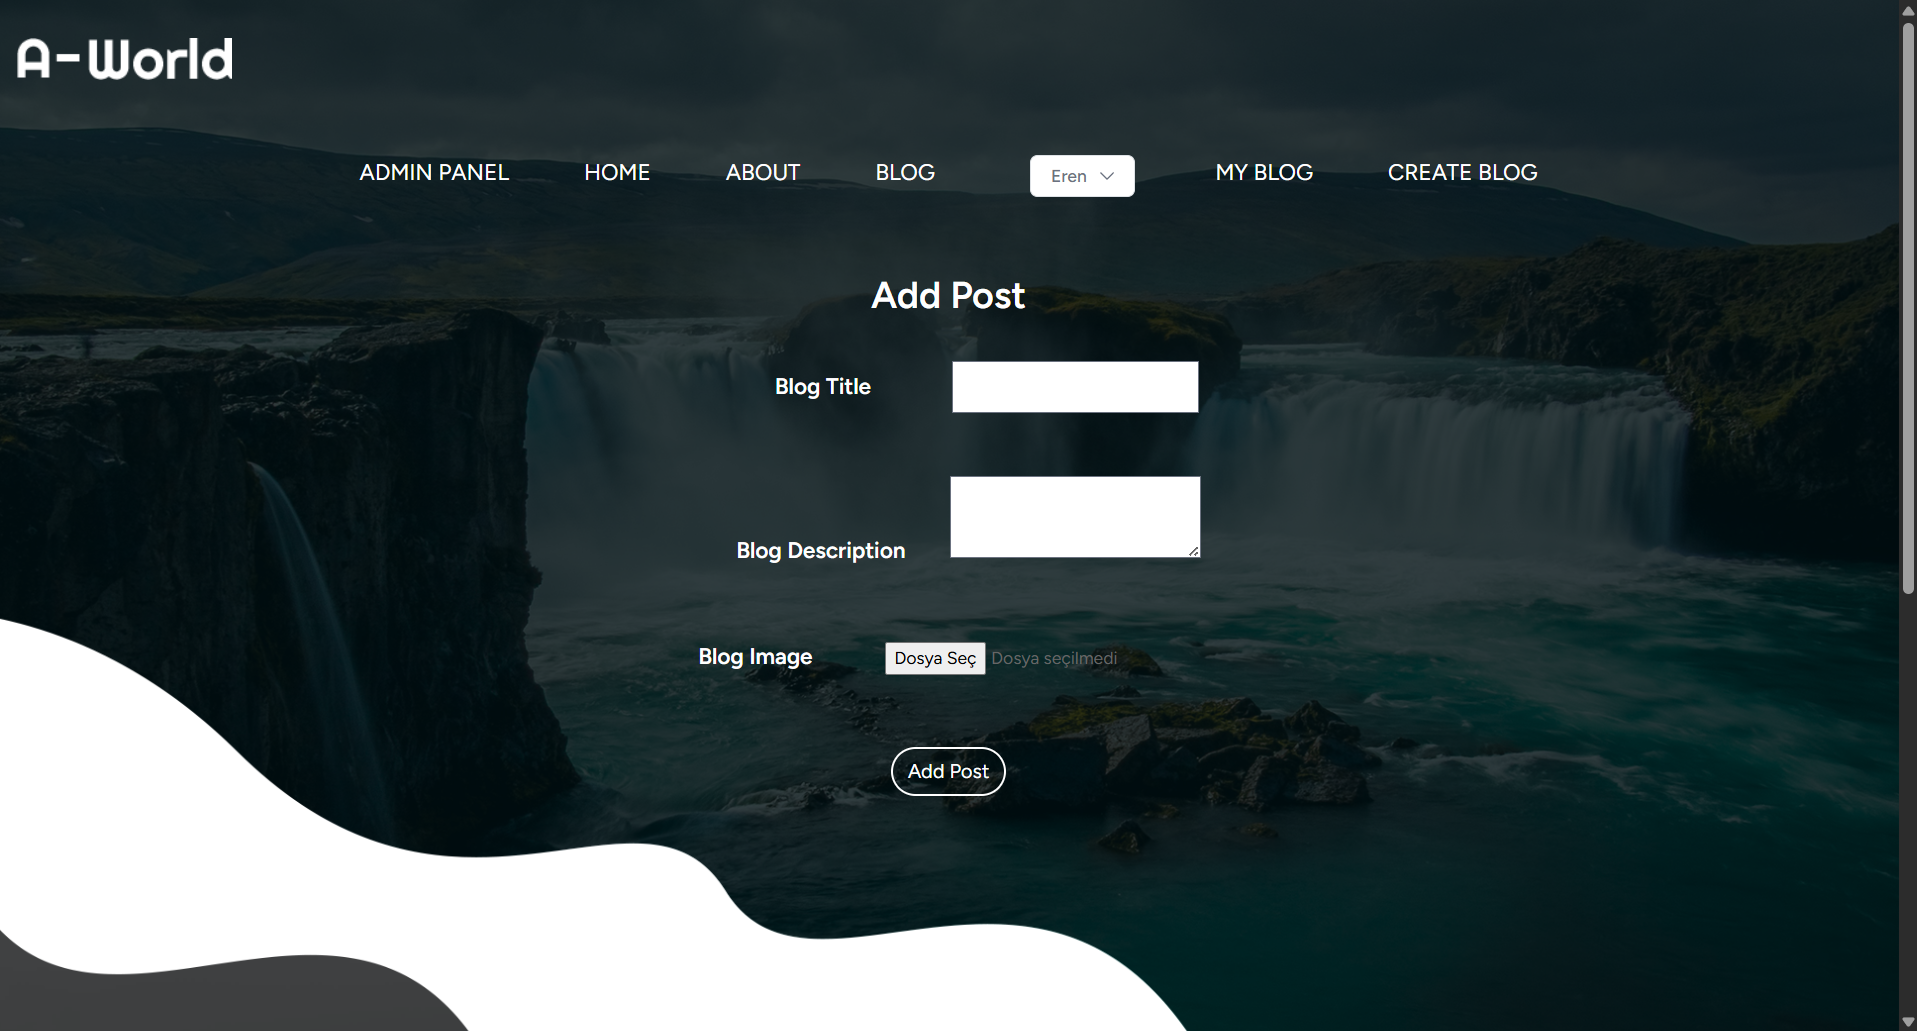 A-World
ADMIN PANEL HOME ABOUT BLOG Eren MY BLOG CREATE BLOG
Add Post
Blog Title
Blog Description
Blog Image Dosya Seç Dosya seçilmedi
Add Post